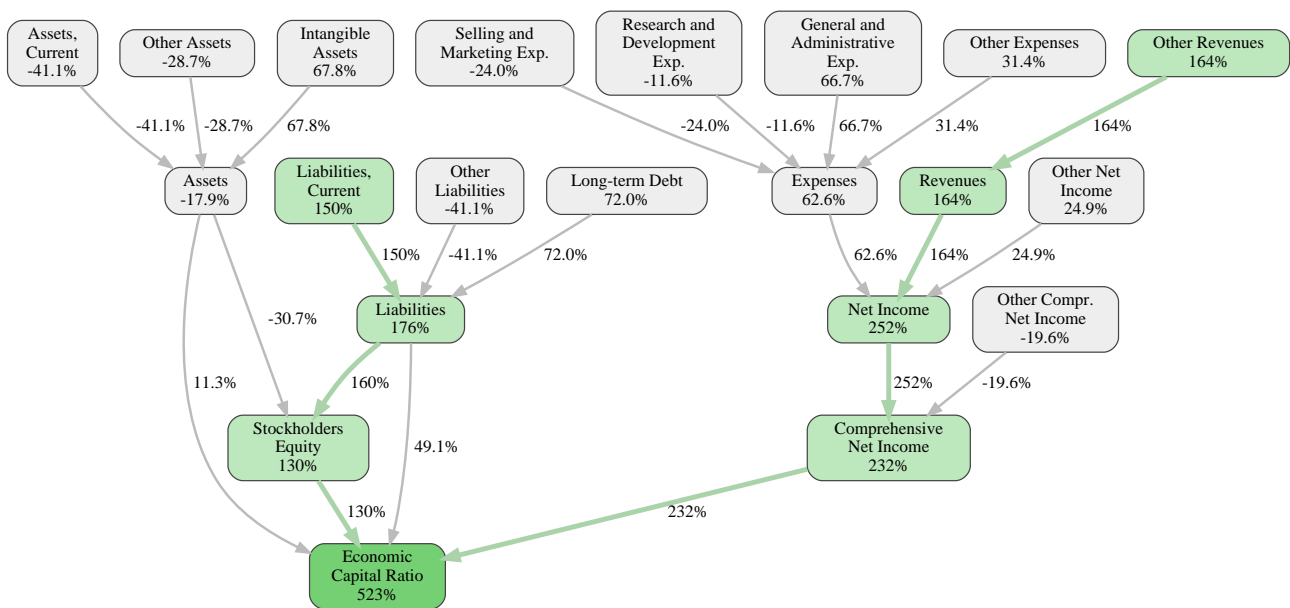 Assets,
Current
-41.1%
Other Assets
-28.7%
Intangible
Assets
67.8%
Selling and
Marketing Exp.
-24.0%
Research and
Development
Exp.
-11.6%
General and
Administrative
Exp.
66.7%
Other Expenses
31.4%
Other Revenues
164%
-41.1%
-28.7%
67.8%
-24.0%
-11.6%
66.7%
31.4%
164%
Assets
-17.9%
Liabilities,
Current
150%
Other
Liabilities
-41.1%
Long-term Debt
72.0%
Expenses
62.6%
Revenues
164%
Other Net
Income
24.9%
150%
-41.1%
72.0%
62.6%
164%
24.9%
-30.7%
Liabilities
176%
Net Income
252%
Other Compr.
Net Income
-19.6%
11.3%
160%
49.1%
252%
-19.6%
Stockholders
Equity
130%
Comprehensive
Net Income
232%
130%
232%
Economic
Capital Ratio
523%